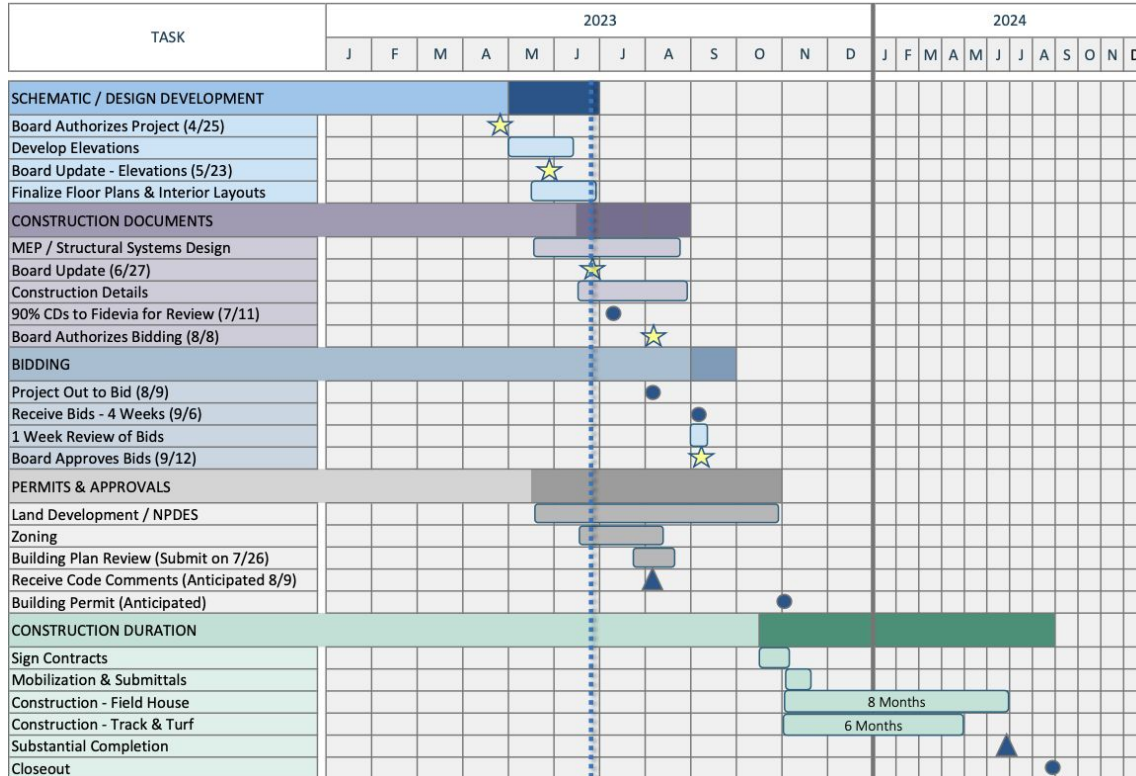 TASK
2023
2024
J F M A M J J A S O N D J F M A M J J A S O N D
SCHEMATIC / DESIGN DEVELOPMENT
Board Authorizes Project (4/25)
Develop Elevations
Board Update - Elevations (5/23)
Finalize Floor Plans & Interior Layouts
CONSTRUCTION DOCUMENTS
MEP / Structural Systems Design
Board Update (6/27)
Construction Details
90% CDs to Fidevia for Review (7/11)
Board Authorizes Bidding (8/8)
BIDDING
Project Out to Bid (8/9)
Receive Bids - 4 Weeks (9/6)
1 Week Review of Bids
Board Approves Bids (9/12)
PERMITS & APPROVALS
Land Development / NPDES
Zoning
Building Plan Review (Submit on 7/26)
Receive Code Comments (Anticipated 8/9)
Building Permit (Anticipated)
CONSTRUCTION DURATION
Sign Contracts
Mobilization & Submittals
Construction - Field House 8 Months
Construction - Track & Turf 6 Months
Substantial Completion
Closeout